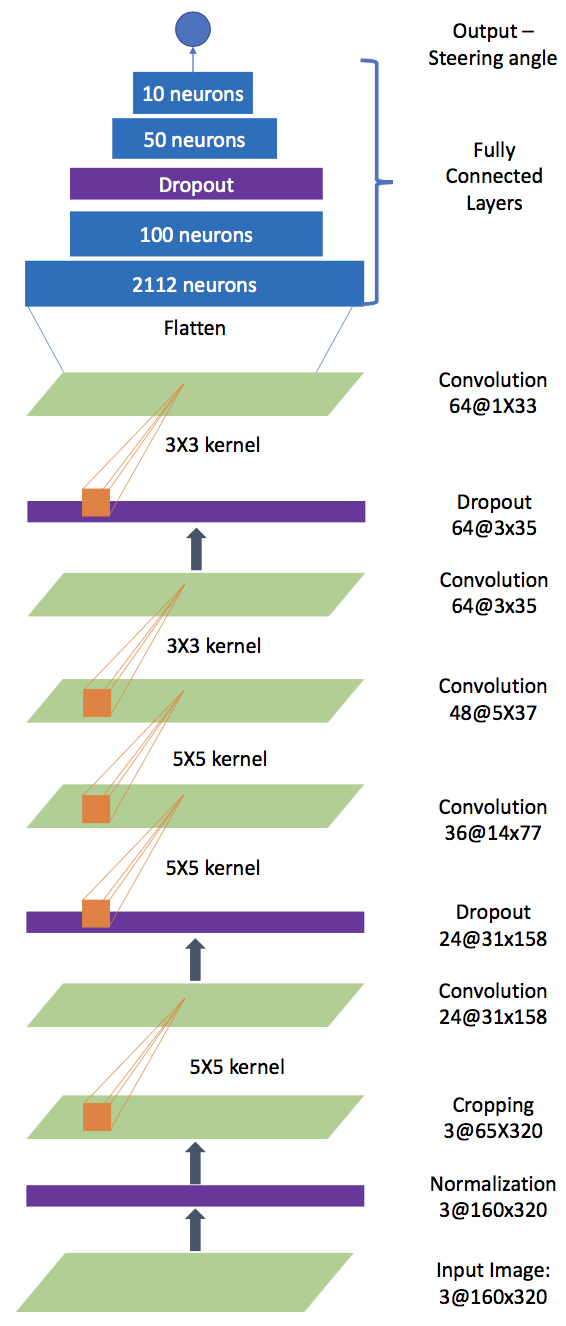 Output –
Steering angle
10 neurons
50 neurons
Fully
Connected
Layers
Dropout
100 neurons
2112 neurons
Flatten
Convolution
64@1X33
3X3 kernel
Dropout
64@3x35
Convolution
64@3x35
3X3 kernel
Convolution
48@5X37
5X5 kernel
Convolution
36@14x77
5X5 kernel
Dropout
24@31x158
Convolution
24@31x158
5X5 kernel
Cropping
3@65X320
Normalization
3@160x320
Input Image:
3@160x320